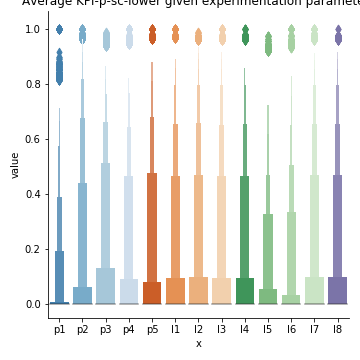 Average KPI-p-sc-lower given experimentation paramete
1.0
0.8
0.6
0.4
0.2
0.0
value
p1 p2 p3 p4 p5 l1 l2 l3 l4 l5 l6 l7 l8
x